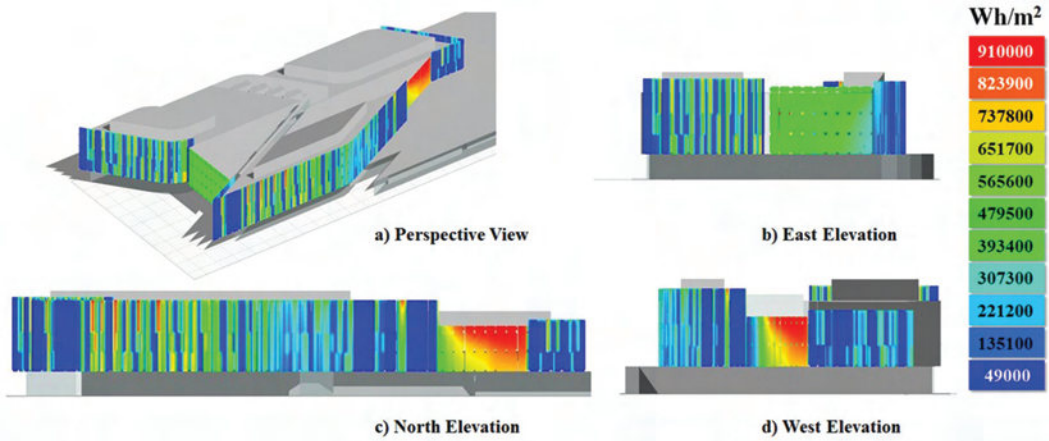 Wh/m²
910000
823900
737800
651700
565600
479500
393400
307300
221200
135100
49000
a) Perspective View
b) East Elevation
c) North Elevation
d) West Elevation